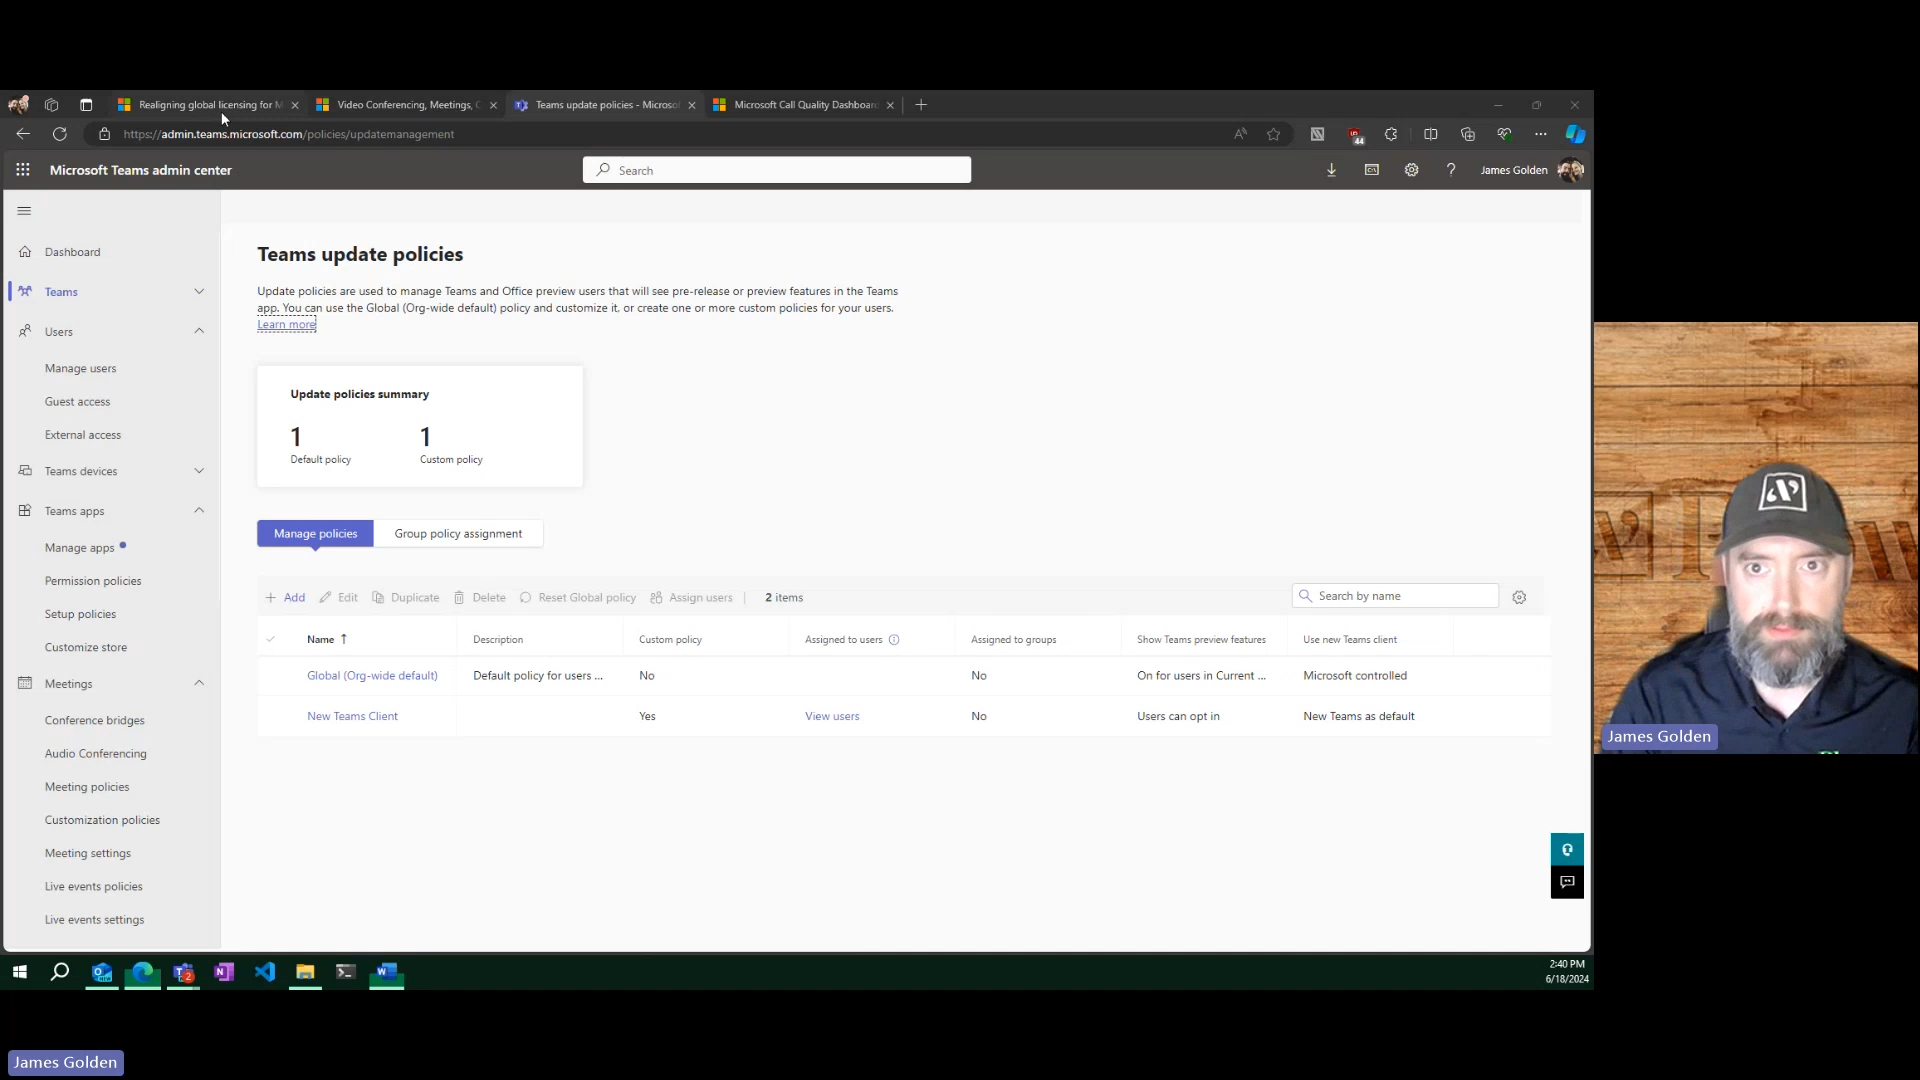 Realigning global licensing for M
Video Conferencing, Meetings, C
Teams update policies - Microsof
Microsoft Call Quality Dashboard
https://admin.teams.microsoft.com/policies/updatemanagement
44
Microsoft Teams admin center
Search
James Golden
Dashboard
Teams
Users
Manage users
Guest access
External access
Teams devices
Teams apps
Manage apps
Permission policies
Setup policies
Customize store
Meetings
Conference bridges
Audio Conferencing
Meeting policies
Customization policies
Meeting settings
Live events policies
Live events settings
Teams update policies
Update policies are used to manage Teams and Office preview users that will see pre-release or preview features in the Teams
app. You can use the Global (Org-wide default) policy and customize it, or create one or more custom policies for your users.
Learn more
Update policies summary
1 1
Default policy Custom policy
Manage policies Group policy assignment
Add Edit Duplicate Delete Reset Global policy Assign users | 2 items
Search by name
Name ↑ Description Custom policy Assigned to users Assigned to groups Show Teams preview features Use new Teams client
Global (Org-wide default) Default policy for users ... No No On for users in Current ... Microsoft controlled
New Teams Client Yes View users No Users can opt in New Teams as default
James Golden
2:40 PM
6/18/2024
James Golden